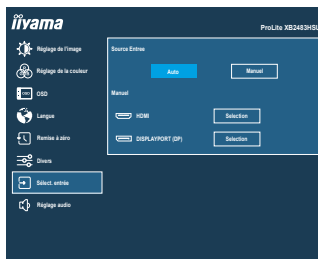 iiyama
ProLite XB2483HSU
Réglage de l'image
Réglage de la couleur
OSD
Langue
Remise à zéro
Divers
Sélect. entrée
Réglage audio
Source Entree
Auto
Manuel
Manuel
HDMI
Selection
DISPLAYPORT (DP)
Selection